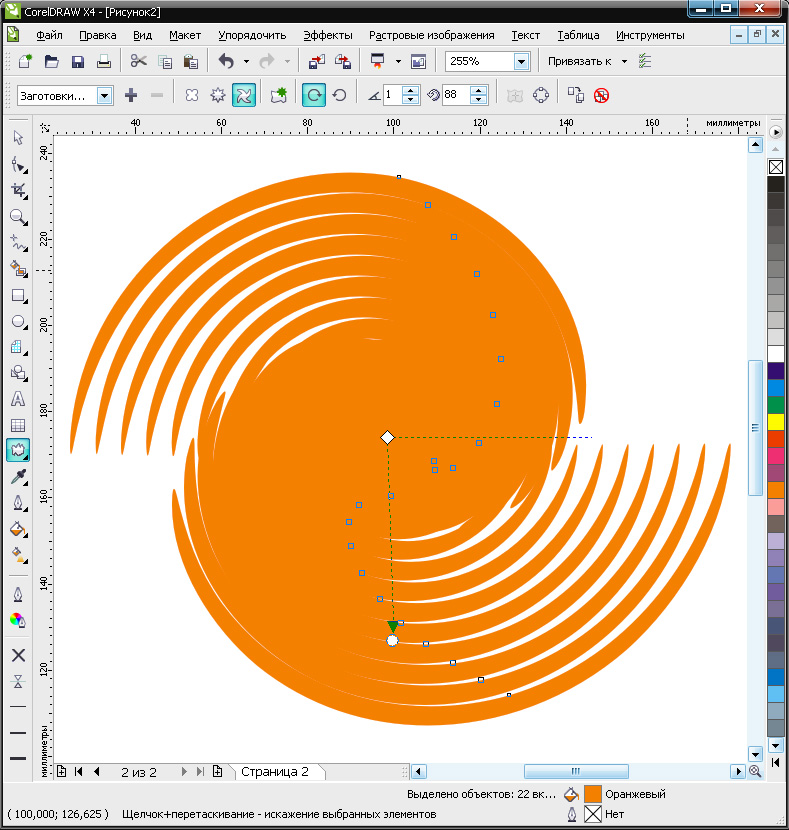 CorelDRAW X4 - [Рисунок2]
Файл Правка Вид Макет Упорядочить Эффекты Растровые изображения Текст Таблица Инструменты
255% Привязать к
Заготовки... 1 88
40 60 80 100 120 140 160 миллиметры
240
220
200
180
160
140
120
миллиметры
2 из 2 Страница 2
Выделено объектов: 22 вк... Оранжевый
( 100,000; 126,625 ) Щелчок+перетаскивание - искажение выбранных элементов Нет